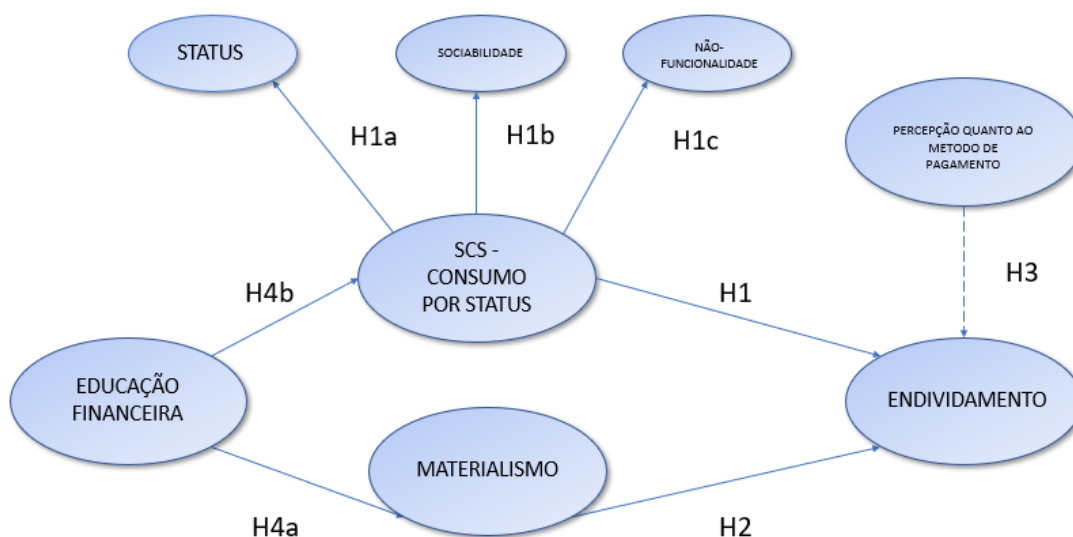 STATUS
SOCIABILIDADE
NÃO-
FUNCIONALIDADE
H1a
H1b
H1c
PERCEPÇÃO QUANTO AO
METODO DE
PAGAMENTO
SCS -
CONSUMO
POR STATUS
H4b
H1
H3
EDUCAÇÃO
FINANCEIRA
ENDIVIDAMENTO
MATERIALISMO
H4a
H2